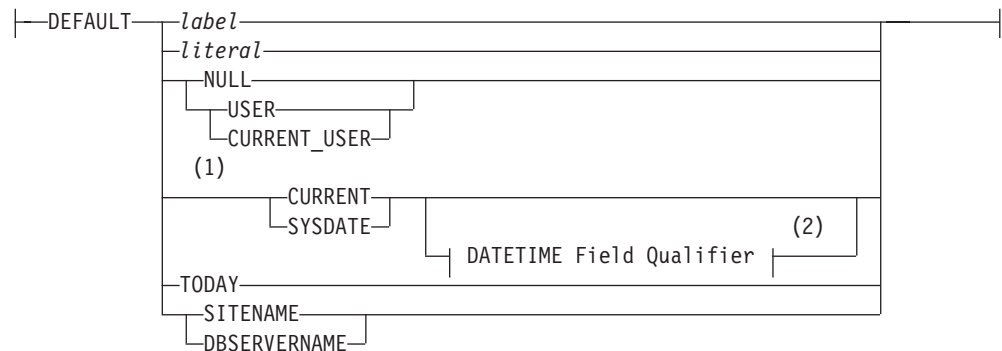 DEFAULT label
literal
NULL
USER
CURRENT_USER
(1)
CURRENT
SYSDATE
(2)
DATETIME Field Qualifier
TODAY
SITENAME
DBSERVERNAME